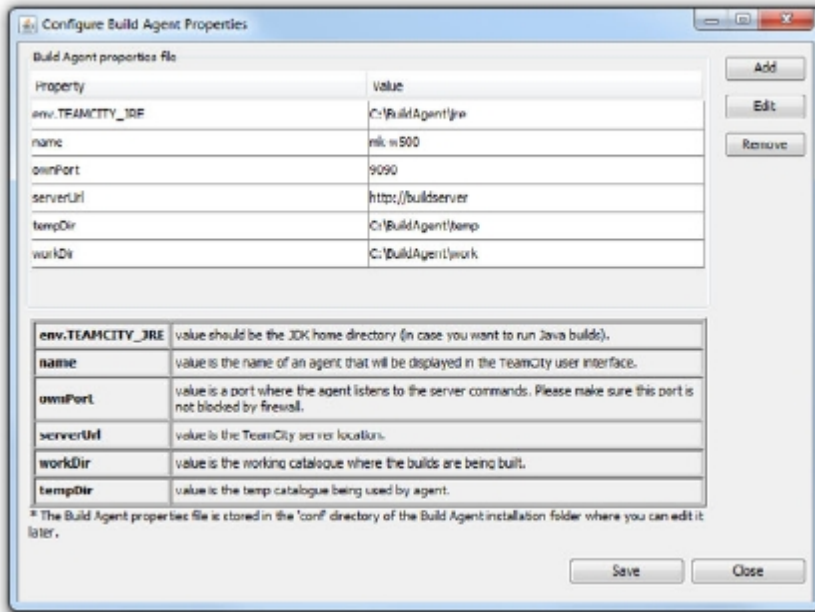 Configure Build Agent Properties
Build Agent properties file
Property Value
env.TEAMCITY_JRE C:\BuildAgent\jre
name mk-w500
ownPort 9090
serverUrl http://buildserver
tempDir C:\BuildAgent\temp
workDir C:\BuildAgent\work
Add
Edit
Remove
env.TEAMCITY_JRE value should be the JDK home directory (in case you want to run Java builds).
name value is the name of an agent that will be displayed in the TeamCity user interface.
ownPort value is a port where the agent listens to the server commands. Please make sure this port is
not blocked by firewall.
serverUrl value is the TeamCity server location.
workDir value is the working catalogue where the builds are being built.
tempDir value is the temp catalogue being used by agent.
* The Build Agent properties file is stored in the 'conf' directory of the Build Agent installation folder where you can edit it
later.
Save Close